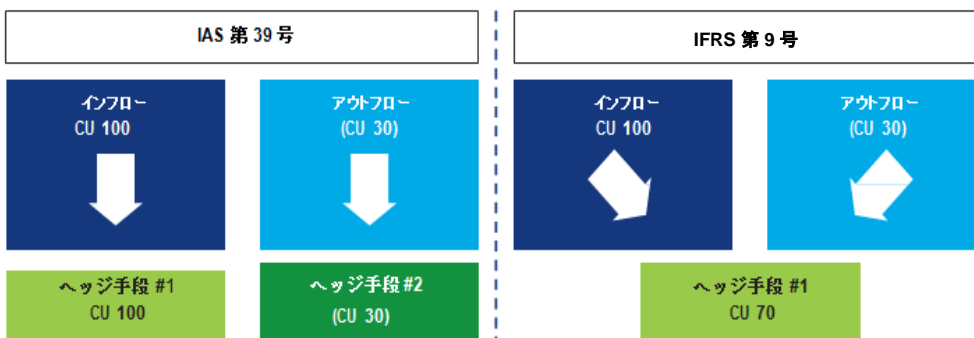 IAS 第 39 号
インフロー
CU 100
アウトフロー
(CU 30)
ヘッジ手段 #1
CU 100
ヘッジ手段 #2
(CU 30)
IFRS 第 9 号
インフロー
CU 100
アウトフロー
(CU 30)
ヘッジ手段 #1
CU 70